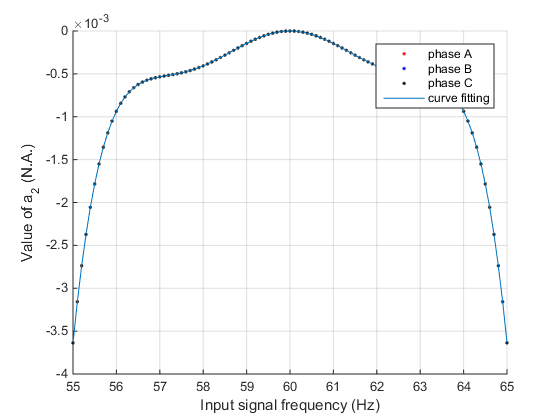 ×10⁻³
0
-0.5
-1
-1.5
-2
-2.5
-3
-3.5
-4
Value of a₂ (N.A.)
phase A
phase B
phase C
curve fitting
55 56 57 58 59 60 61 62 63 64 65
Input signal frequency (Hz)